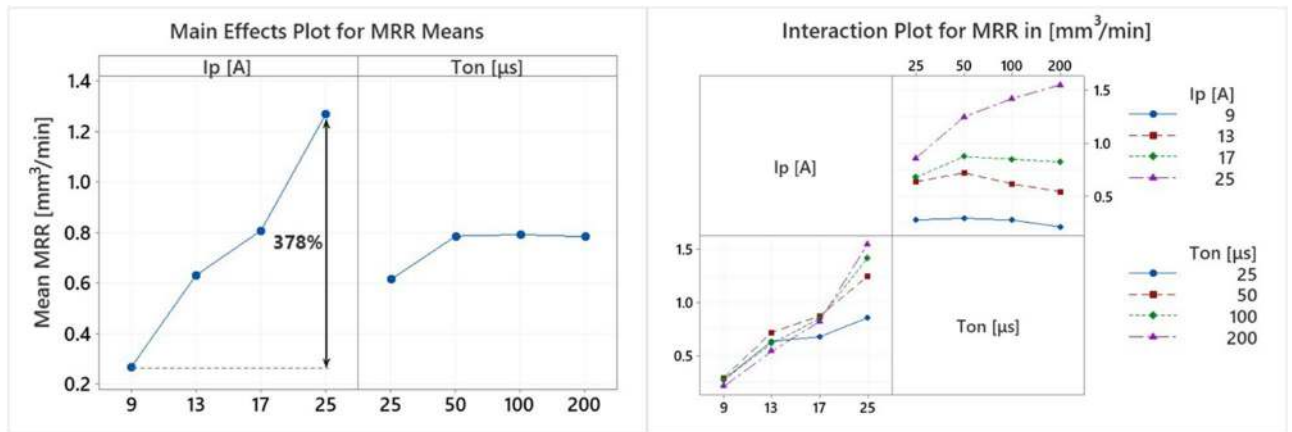 Main Effects Plot for MRR Means
Ip [A] Ton [µs]
Mean MRR [mm³/min]
1.4
1.2
1.0
0.8
0.6
0.4
0.2
378%
9 13 17 25 25 50 100 200
Interaction Plot for MRR in [mm³/min]
25 50 100 200
Ip [A]
1.5
1.0
0.5
Ip [A]
9
13
17
25
1.5
1.0
0.5
Ton [µs]
9 13 17 25
Ton [µs]
25
50
100
200